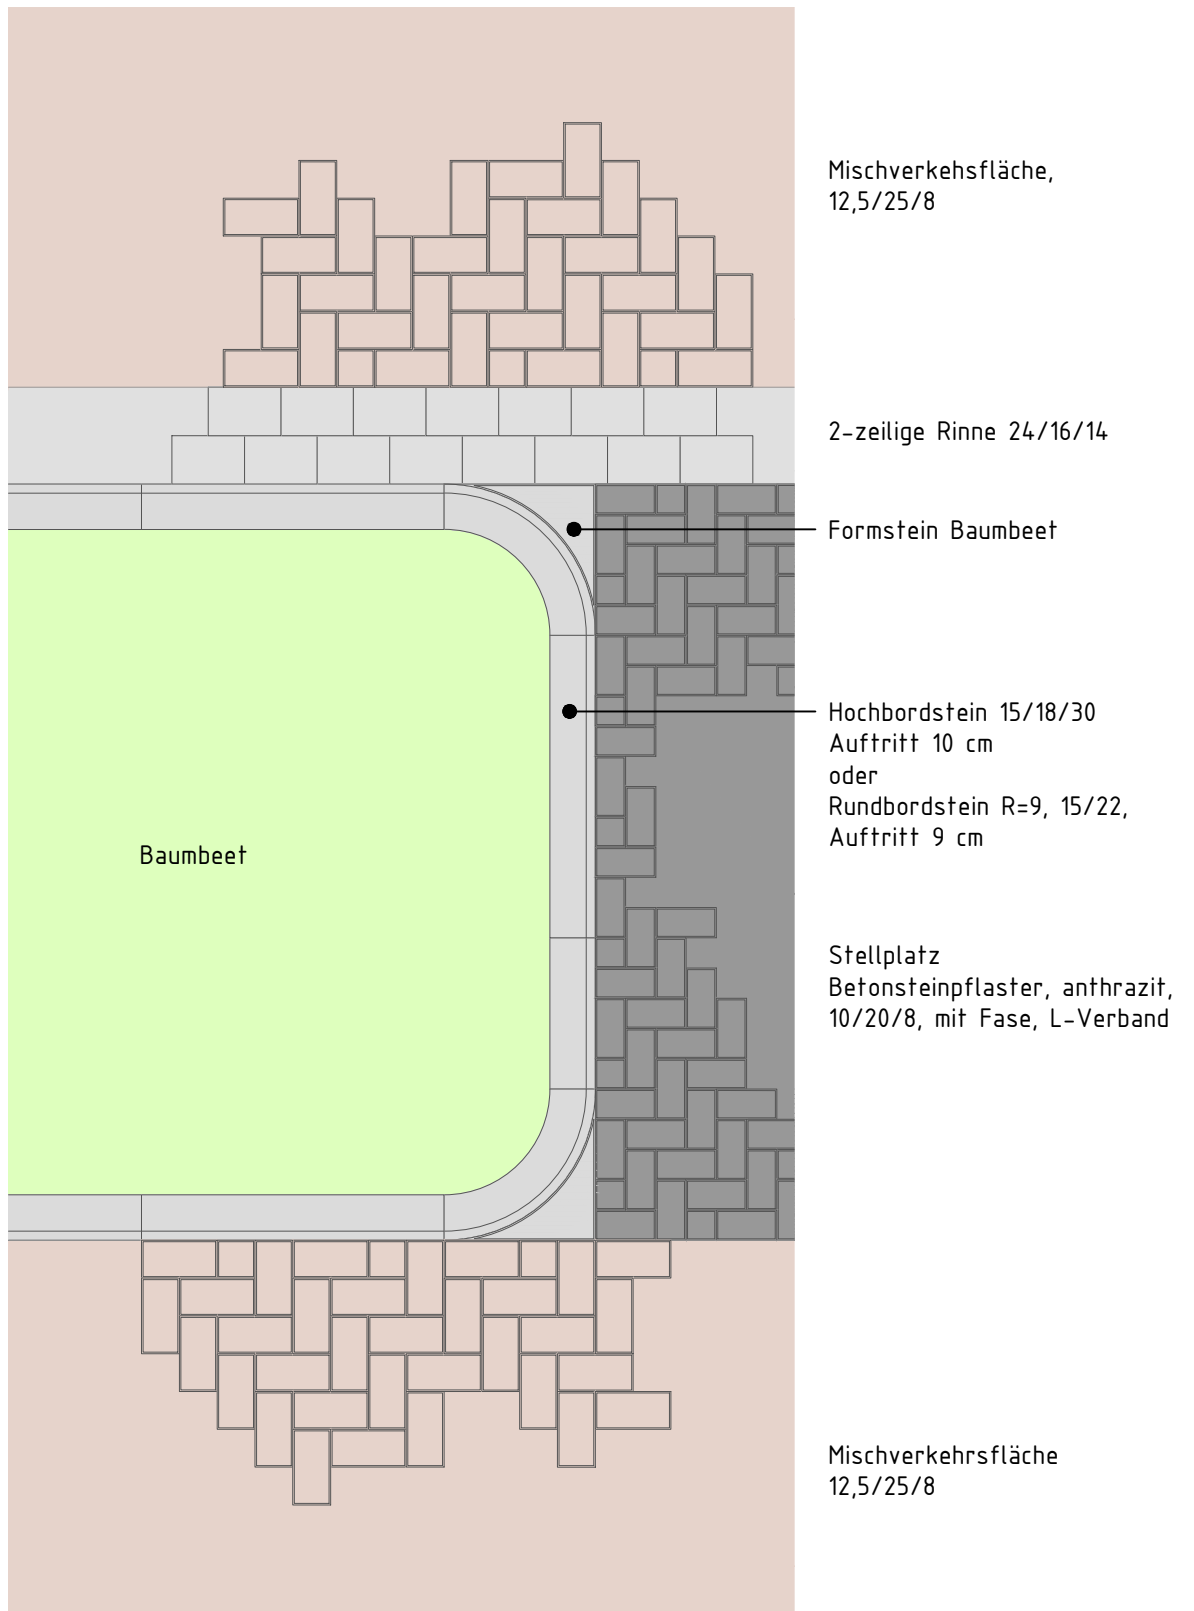 Mischverkehsfläche,
12,5/25/8
2-zeilige Rinne 24/16/14
Formstein Baumbeet
Hochbordstein 15/18/30
Auftritt 10 cm
oder
Rundbordstein R=9, 15/22,
Auftritt 9 cm
Baumbeet
Stellplatz
Betonsteinpflaster, anthrazit,
10/20/8, mit Fase, L-Verband
Mischverkehrsfläche
12,5/25/8